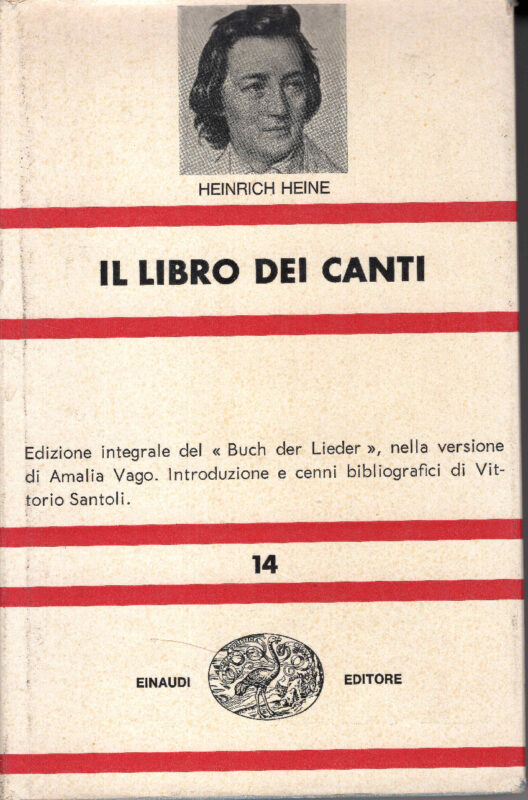 HEINRICH HEINE
IL LIBRO DEI CANTI
Edizione integrale del « Buch der Lieder », nella versione
di Amalia Vago. Introduzione e cenni bibliografici di Vit-
torio Santoli.
14
EINAUDI EDITORE